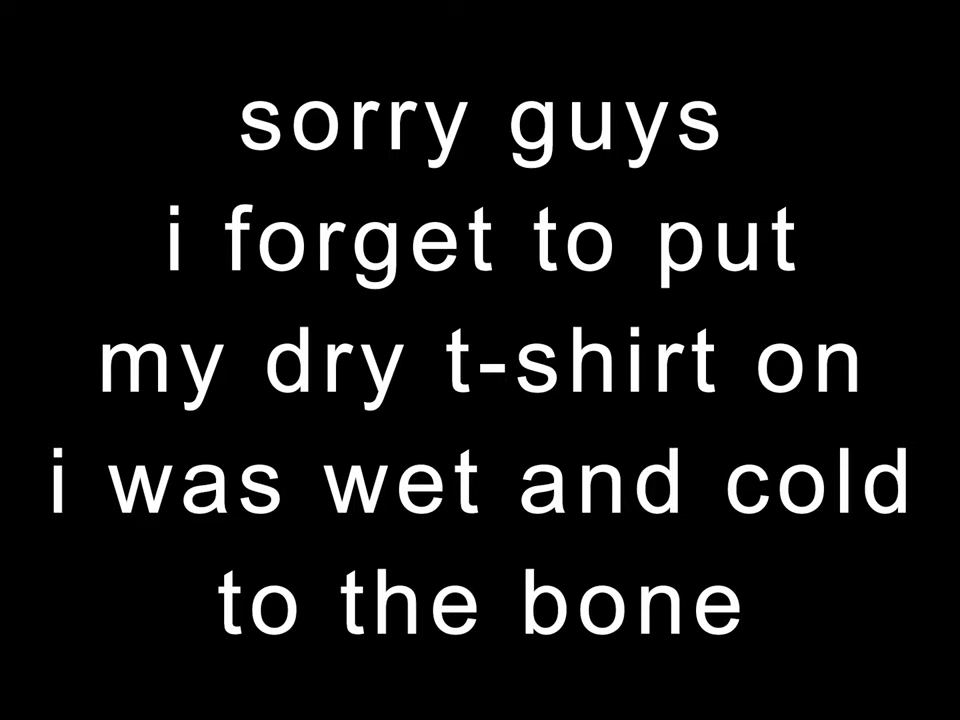 sorry guys
i forget to put
my dry t-shirt on
i was wet and cold
to the bone